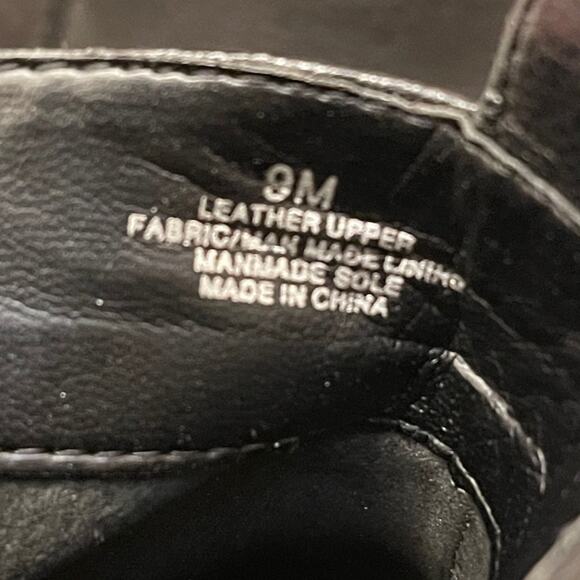 9M
LEATHER UPPER
FABRIC/MAN MADE LINING
MANMADE SOLE
MADE IN CHINA